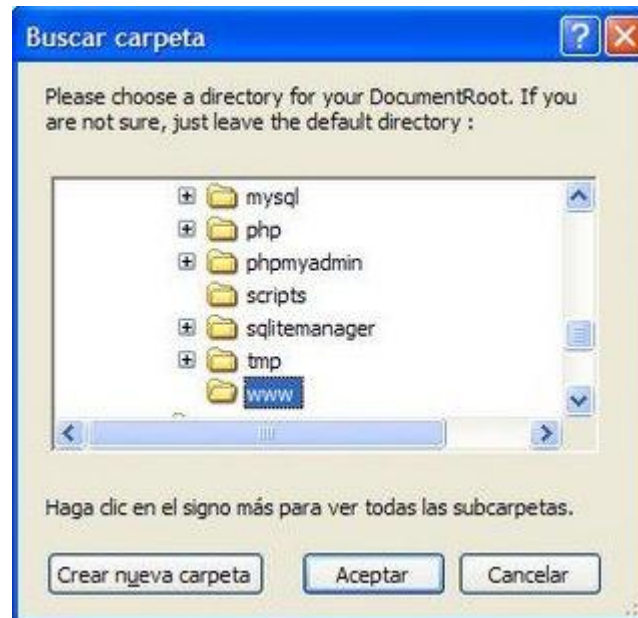 Buscar carpeta
Please choose a directory for your DocumentRoot. If you
are not sure, just leave the default directory :
mysql
php
phpmyadmin
scripts
sqlitemanager
tmp
www
Haga clic en el signo más para ver todas las subcarpetas.
Crear nueva carpeta Aceptar Cancelar